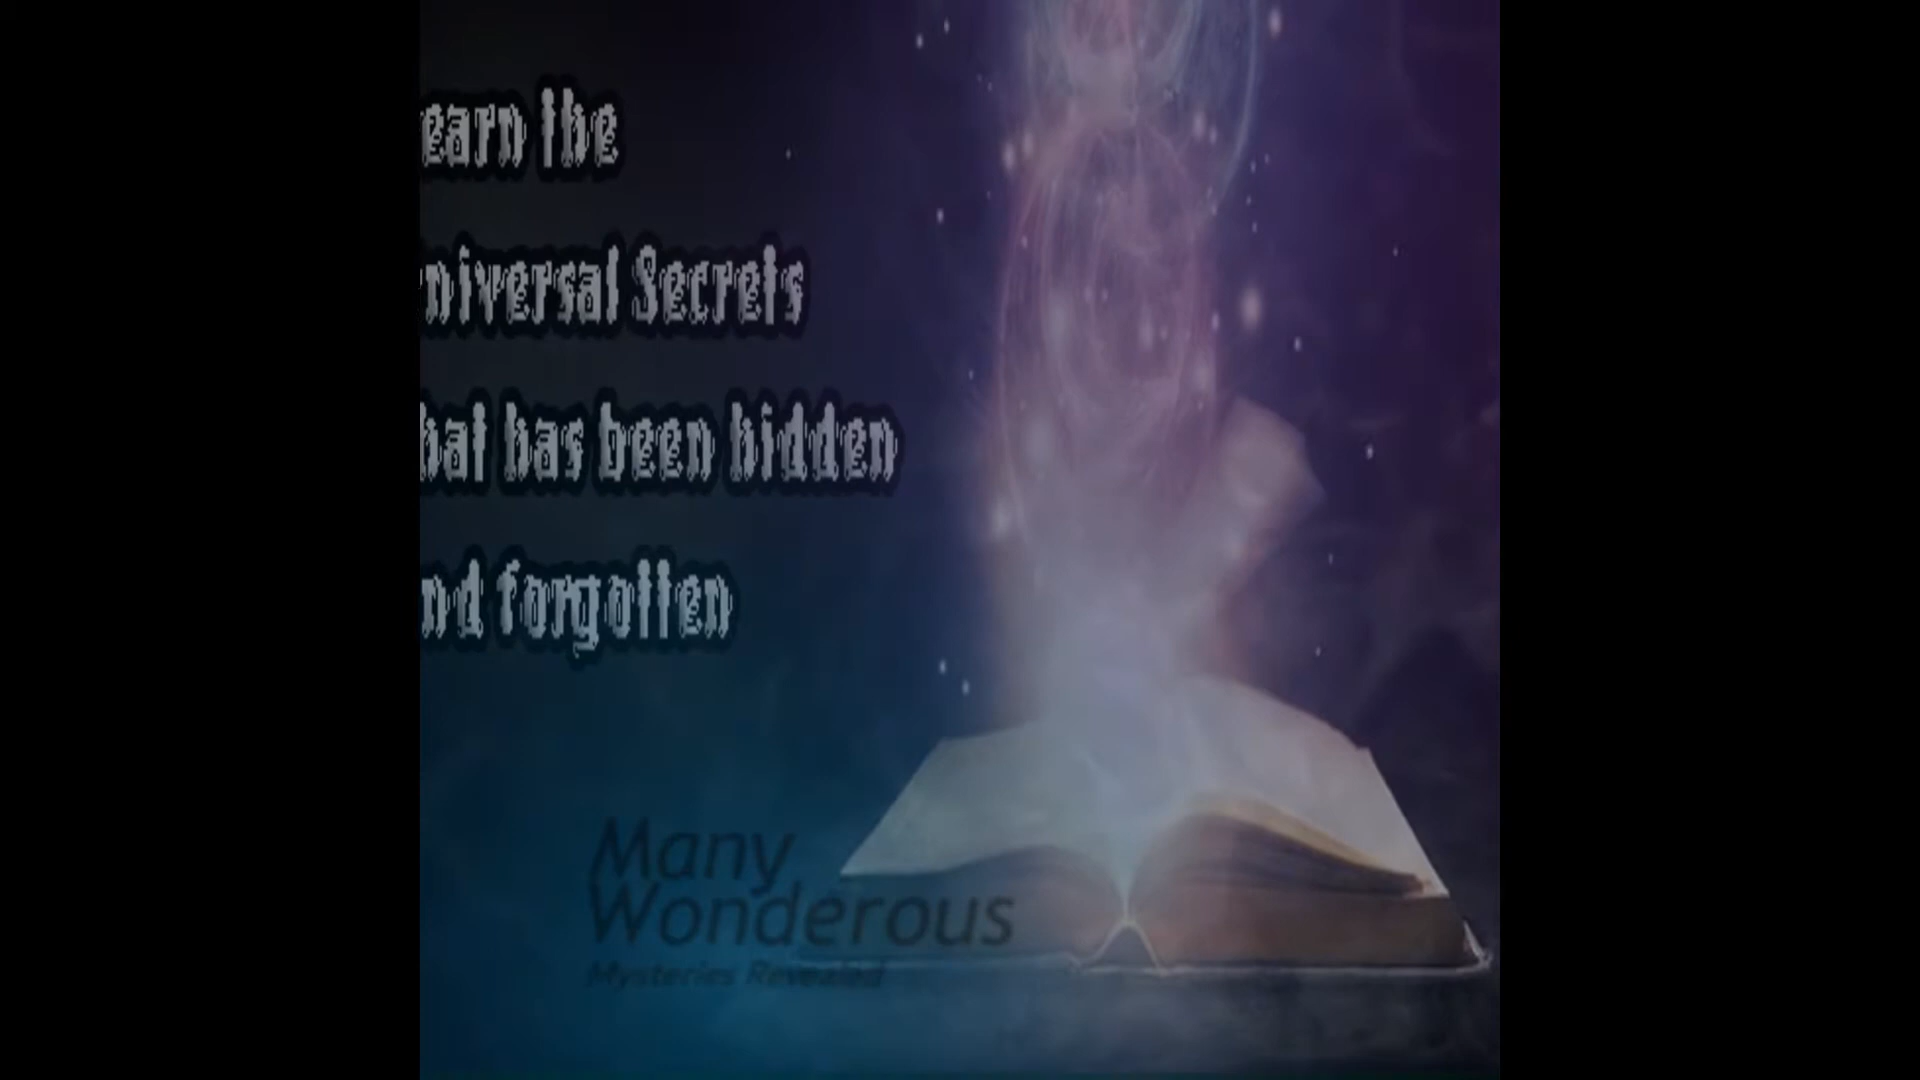 earn the
niversal Secrets
hat has been hidden
nd forgotten
Many
Wonderous
Mysteries Revealed